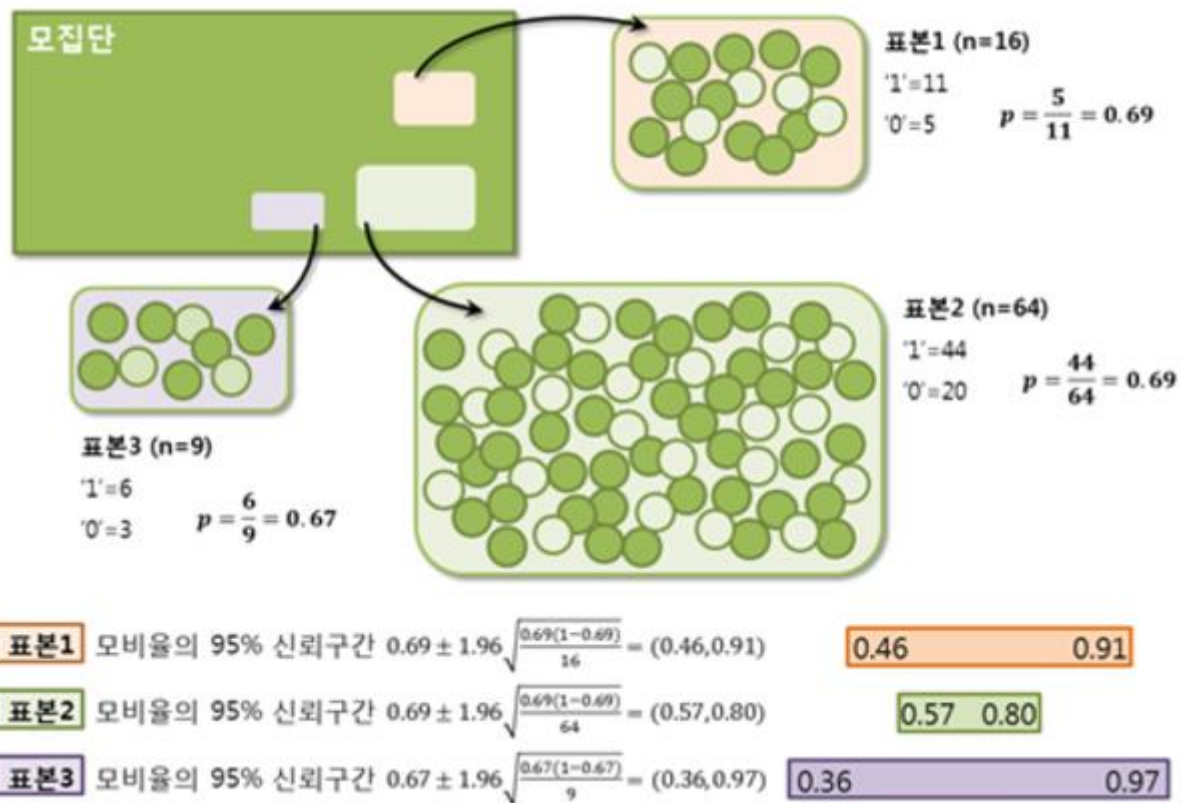 모집단
표본1 (n=16)
'1'=11
'0'=5
p = 5/11 = 0.69
표본2 (n=64)
'1'=44
'0'=20
p = 44/64 = 0.69
표본3 (n=9)
'1'=6
'0'=3
p = 6/9 = 0.67
표본1 모비율의 95% 신뢰구간 0.69 ± 1.96√(0.69(1−0.69)/16) = (0.46,0.91) 0.46 0.91
표본2 모비율의 95% 신뢰구간 0.69 ± 1.96√(0.69(1−0.69)/64) = (0.57,0.80) 0.57 0.80
표본3 모비율의 95% 신뢰구간 0.67 ± 1.96√(0.67(1−0.67)/9) = (0.36,0.97) 0.36 0.97